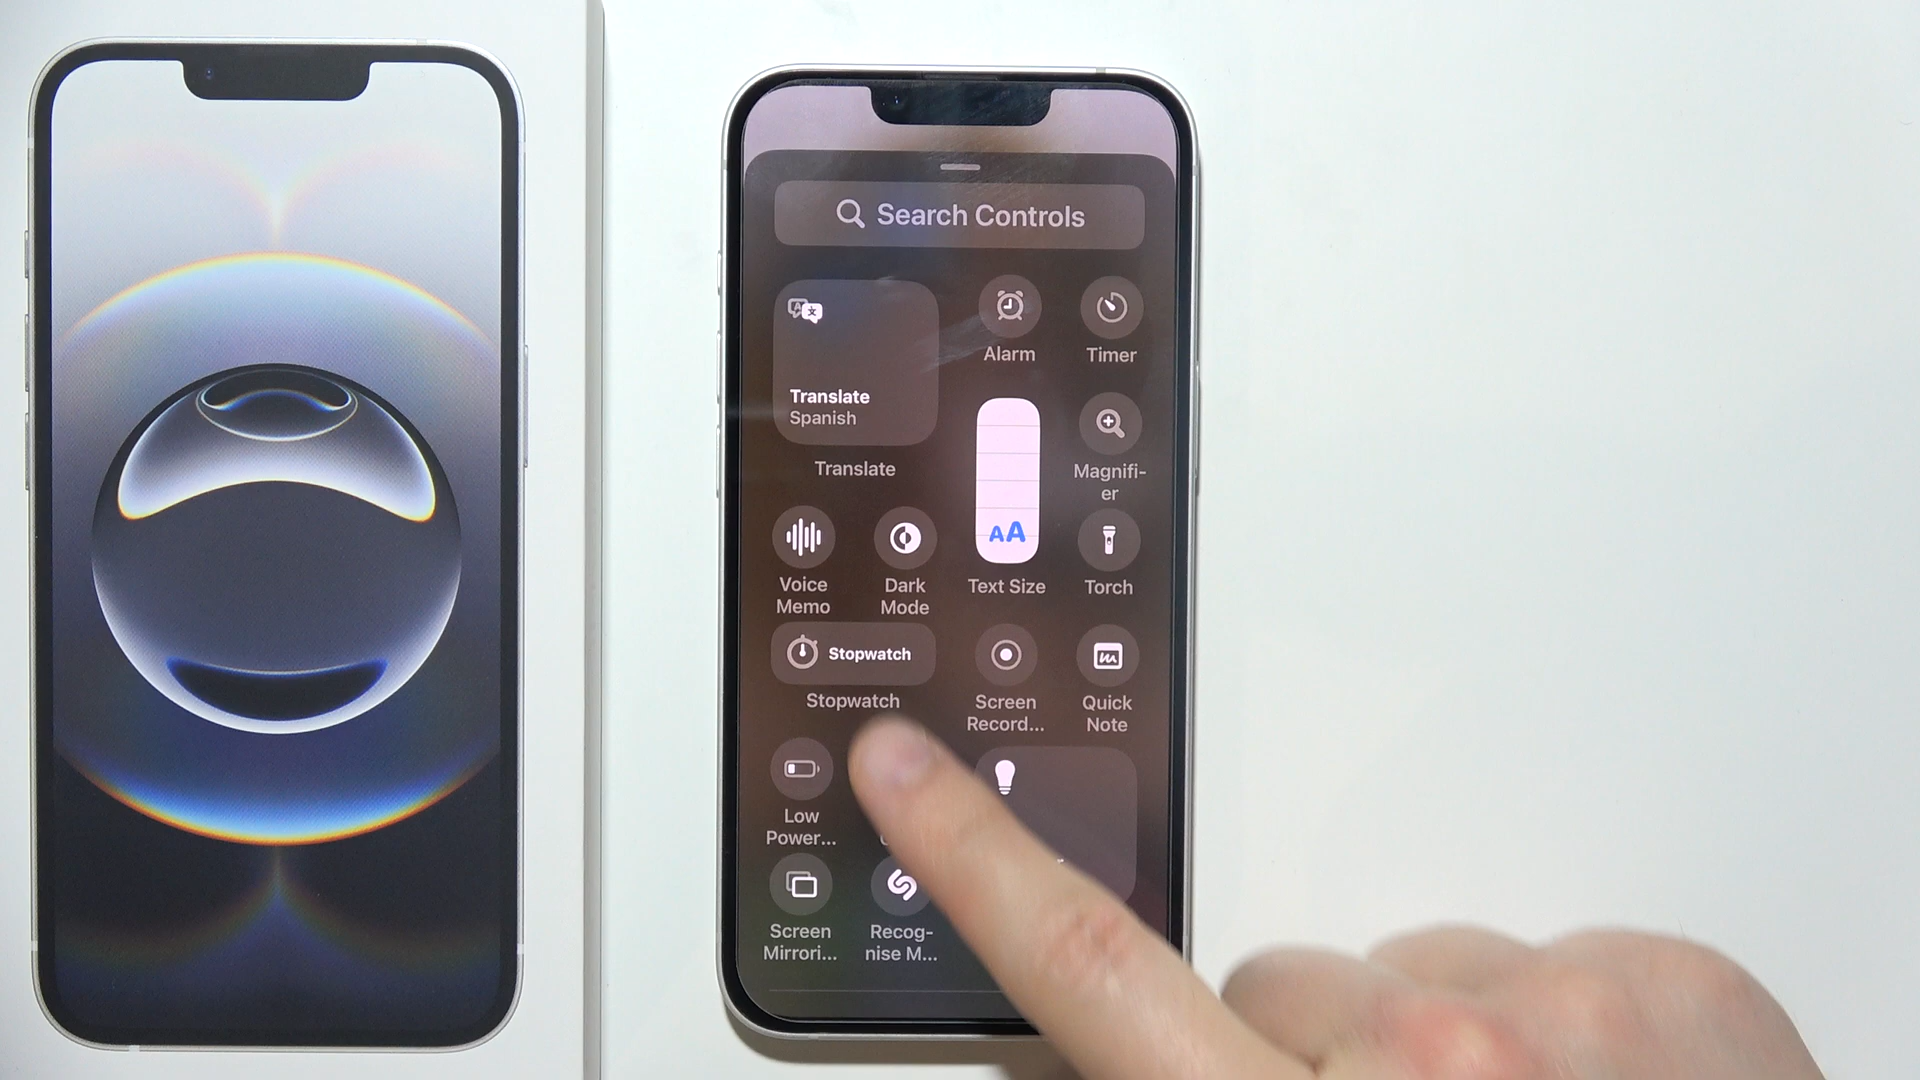 Search Controls
Translate
Spanish
Translate
Alarm
Timer
AA
Text Size
Magnifi-
er
Voice
Memo
Dark
Mode
Torch
Stopwatch
Stopwatch
Screen
Record...
Quick
Note
Low
Power...
Screen
Mirrori...
Recog-
nise M...